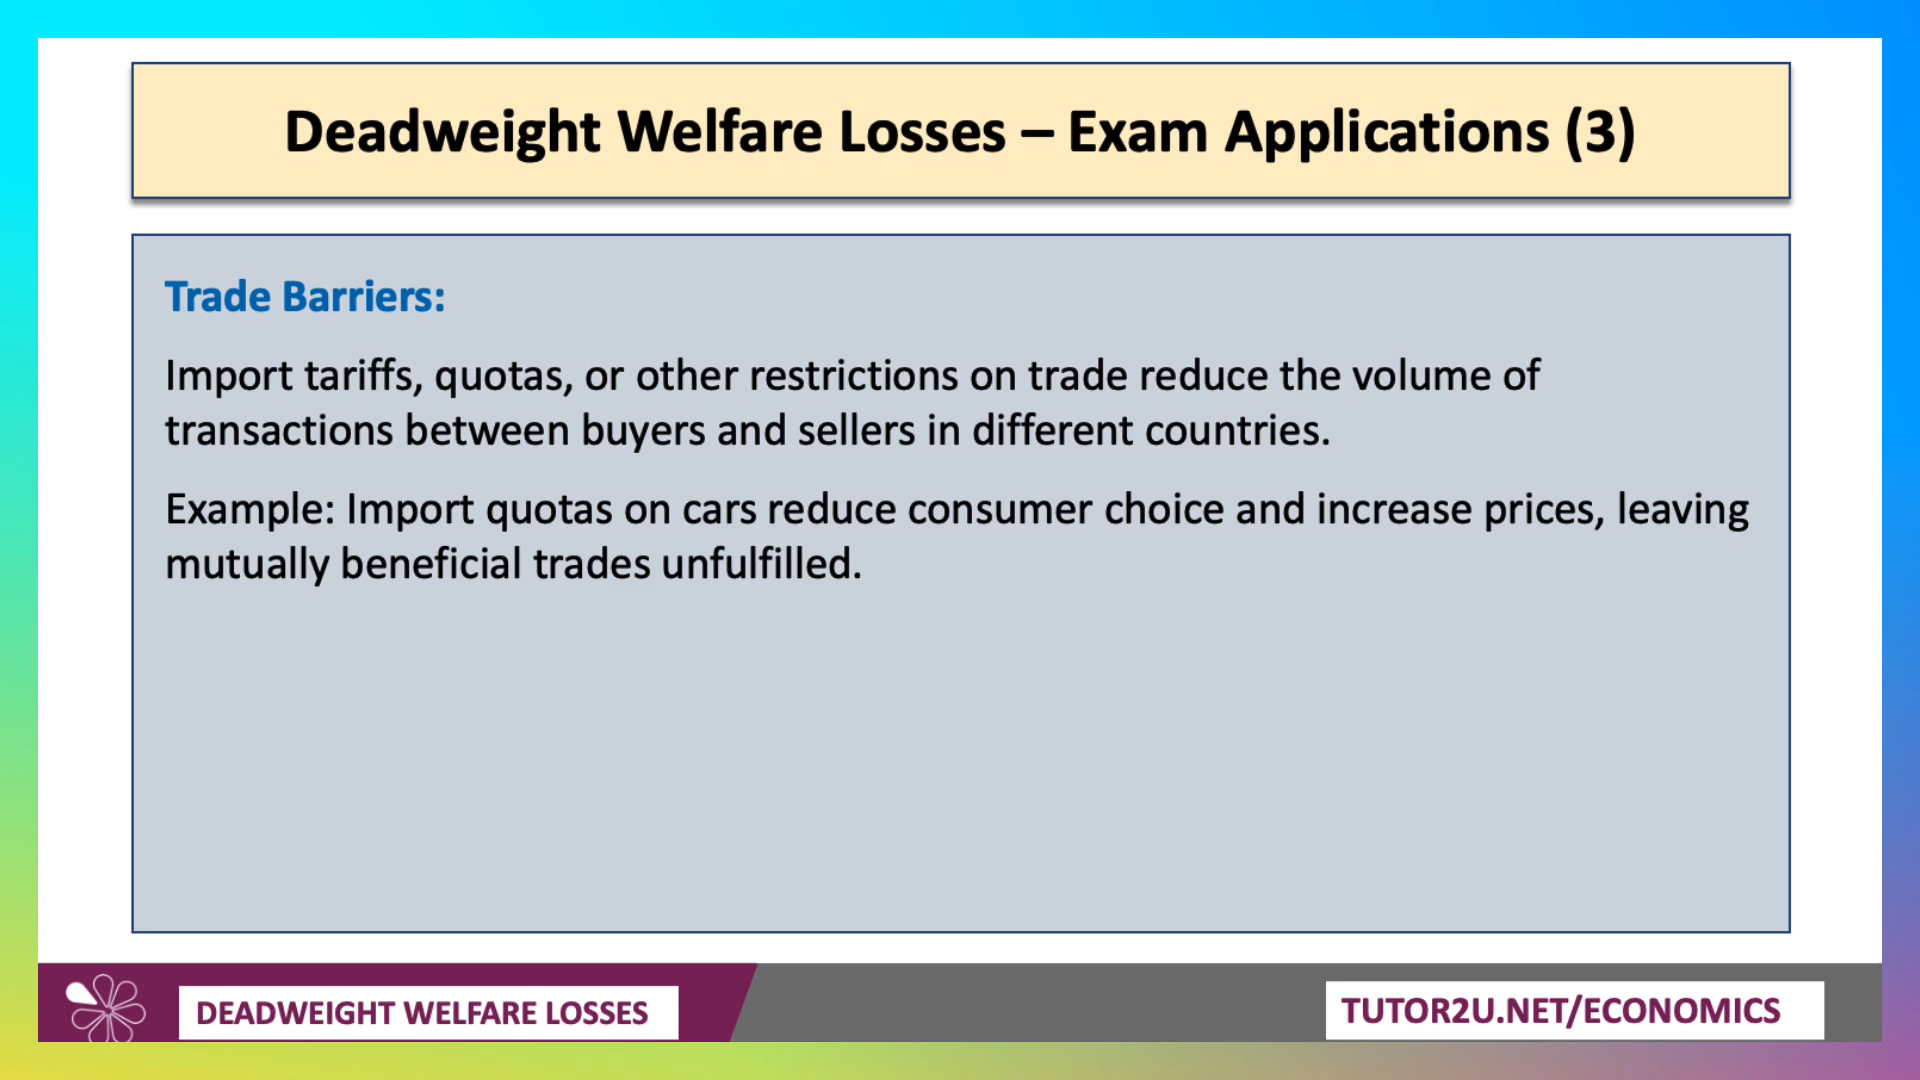 Deadweight Welfare Losses – Exam Applications (3)
Trade Barriers:
Import tariffs, quotas, or other restrictions on trade reduce the volume of
transactions between buyers and sellers in different countries.
Example: Import quotas on cars reduce consumer choice and increase prices, leaving
mutually beneficial trades unfulfilled.
DEADWEIGHT WELFARE LOSSES
TUTOR2U.NET/ECONOMICS